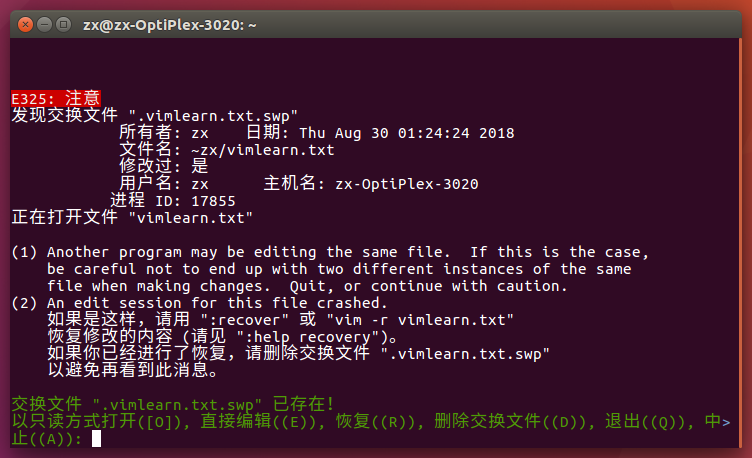 zx@zx-OptiPlex-3020: ~
E325: 注意
发现交换文件 ".vimlearn.txt.swp"
所有者: zx    日期: Thu Aug 30 01:24:24 2018
文件名: ~zx/vimlearn.txt
修改过: 是
用户名: zx      主机名: zx-OptiPlex-3020
进程 ID: 17855
正在打开文件 "vimlearn.txt"
(1) Another program may be editing the same file.  If this is the case,
be careful not to end up with two different instances of the same
file when making changes.  Quit, or continue with caution.
(2) An edit session for this file crashed.
如果是这样，请用 ":recover" 或 "vim -r vimlearn.txt"
恢复修改的内容 (请见 ":help recovery")。
如果你已经进行了恢复，请删除交换文件 ".vimlearn.txt.swp"
以避免再看到此消息。
交换文件 ".vimlearn.txt.swp" 已存在！
以只读方式打开([O]), 直接编辑((E)), 恢复((R)), 删除交换文件((D)), 退出((Q)), 中>
止((A)):